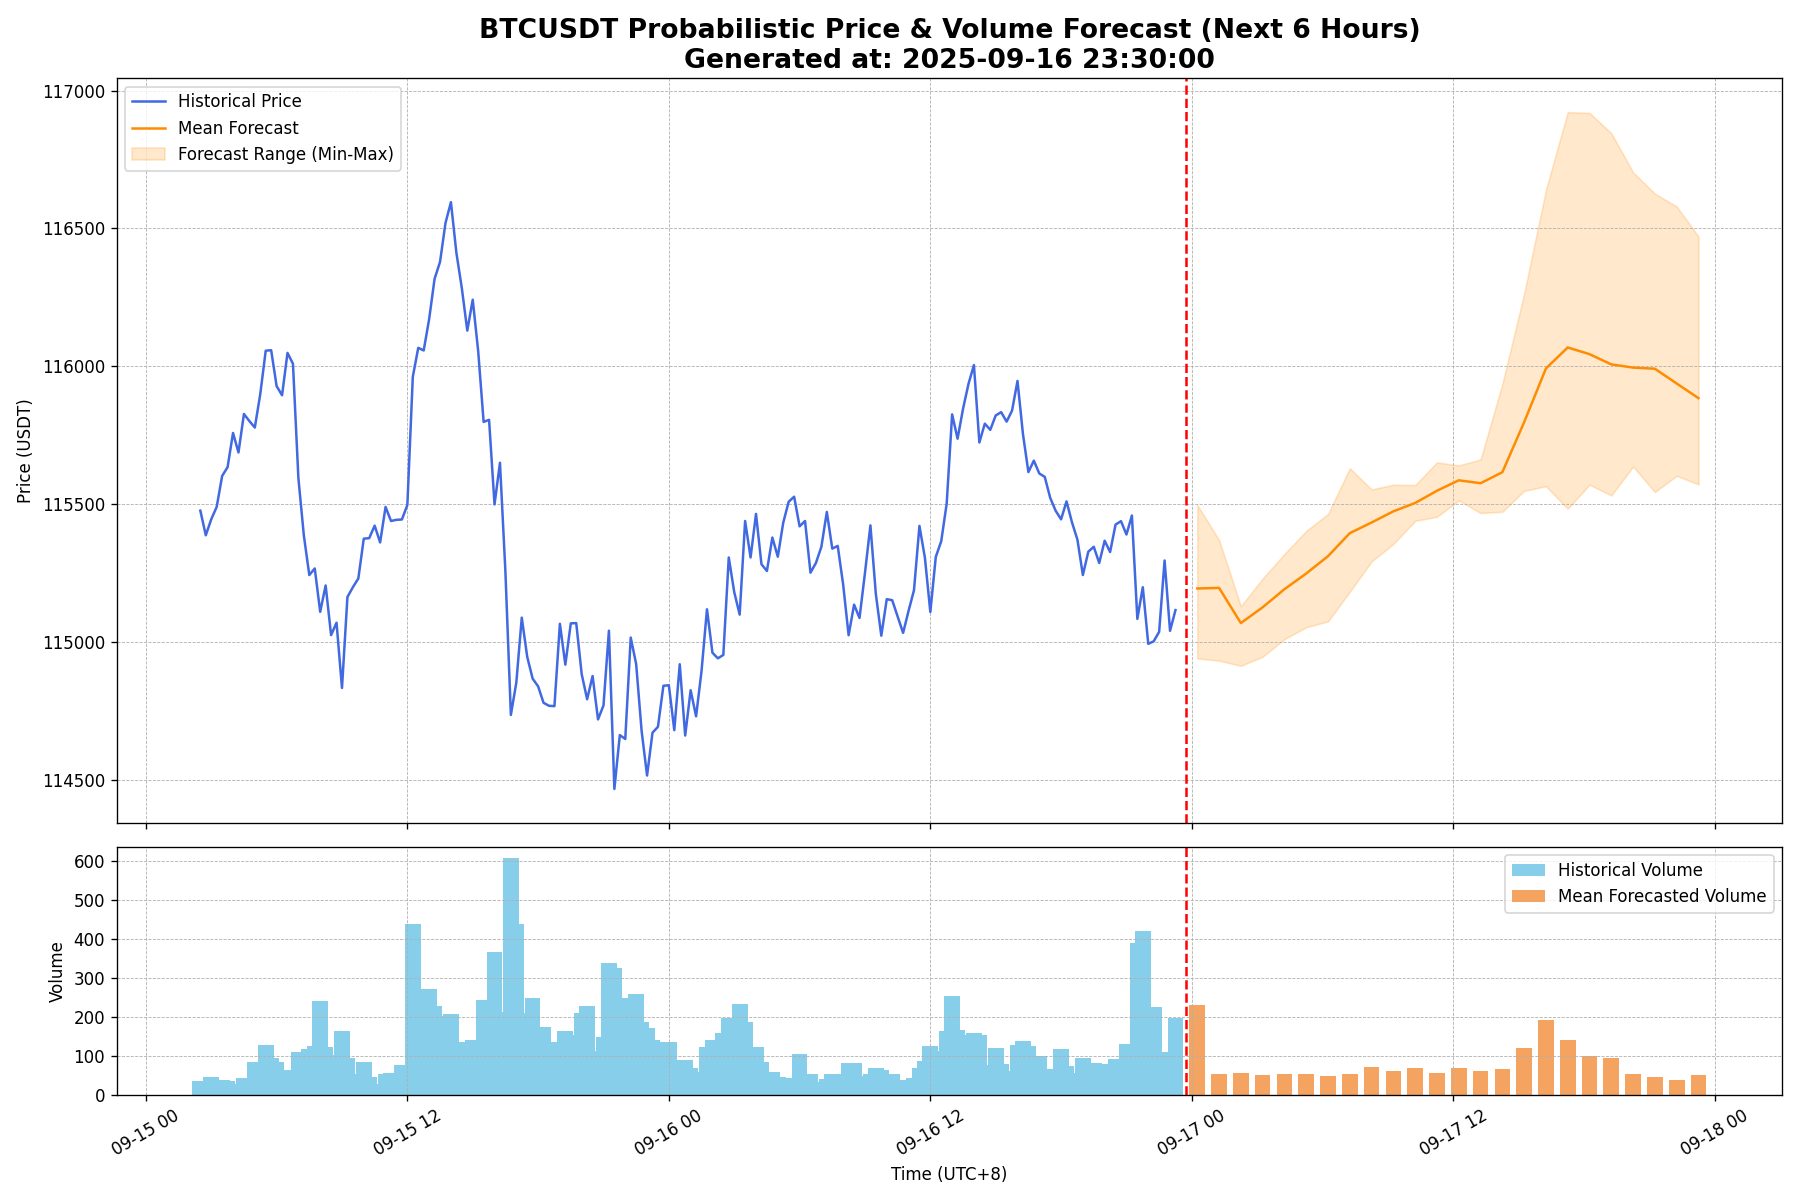 BTCUSDT Probabilistic Price & Volume Forecast (Next 6 Hours)
Generated at: 2025-09-16 23:30:00
Historical Price
Mean Forecast
Forecast Range (Min-Max)
Price (USDT)
117000
116500
116000
115500
115000
114500
Historical Volume
Mean Forecasted Volume
Volume
600
500
400
300
200
100
0
09-15 00
09-15 12
09-16 00
09-16 12
09-17 00
09-17 12
09-18 00
Time (UTC+8)